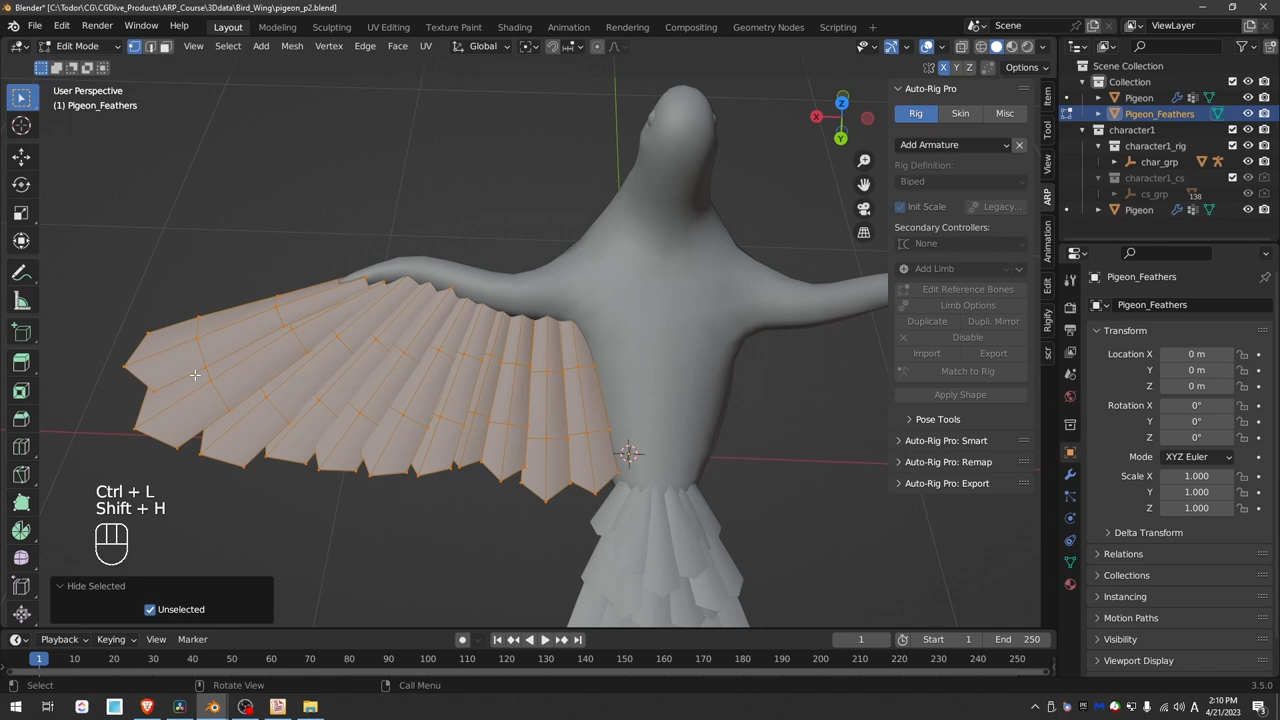 Blender* [C:\Todor\CG\CGDive_Products\ARP_Course\3Ddata\Bird_Wing\pigeon_p2.blend]
File Edit Render Window Help Layout Modeling Sculpting UV Editing Texture Paint Shading Animation Rendering Compositing Geometry Nodes Scripting Scene ViewLayer
Edit Mode View Select Add Mesh Vertex Edge Face UV Global
X Y Z Options
User Perspective
(1) Pigeon_Feathers
Ctrl + L
Shift + H
Hide Selected
Unselected
X
Z
Y
Auto-Rig Pro
Rig Skin Misc
Add Armature
Rig Definition:
Biped
Init Scale Legacy...
Secondary Controllers:
None
Add Limb
Edit Reference Bones
Limb Options
Duplicate Dupli. Mirror
Disable
Import Export
Match to Rig
Apply Shape
Pose Tools
Auto-Rig Pro: Smart
Auto-Rig Pro: Remap
Auto-Rig Pro: Export
Item
Tool
View
ARP
Animation
Edit
Rigify
scr
Scene Collection
Collection
Pigeon
Pigeon_Feathers
character1
character1_rig
char_grp
character1_cs
cs_grp 138
Pigeon
Pigeon_Feathers
Pigeon_Feathers
Transform
Location X 0 m
Y 0 m
Z 0 m
Rotation X 0°
Y 0°
Z 0°
Mode XYZ Euler
Scale X 1.000
Y 1.000
Z 1.000
Delta Transform
Relations
Collections
Instancing
Motion Paths
Visibility
Viewport Display
Playback Keying View Marker 1 Start 1 End 250
1 10 20 30 40 50 60 70 80 90 100 110 120 130 140 150 160 170 180 190 200 210 220 230 240 250
Select Rotate View Call Menu 3.5.0
2:10 PM
4/21/2023